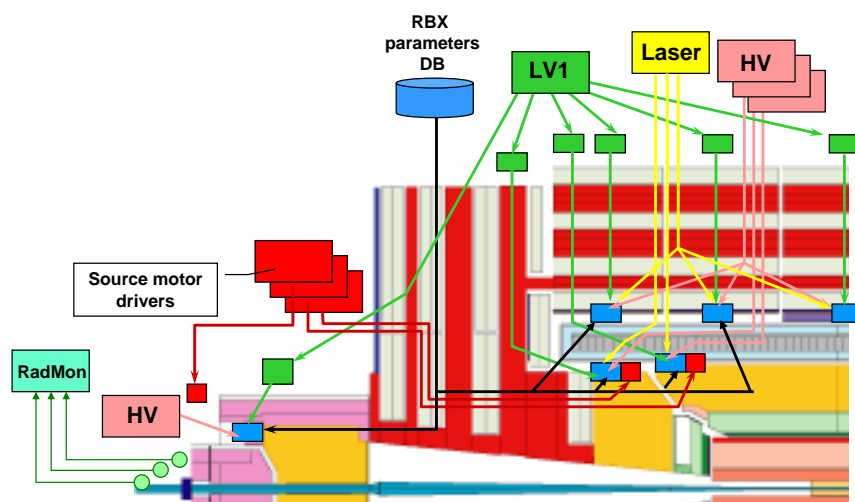 RBX
parameters
DB
LV1
Laser
HV
Source motor
drivers
RadMon
HV